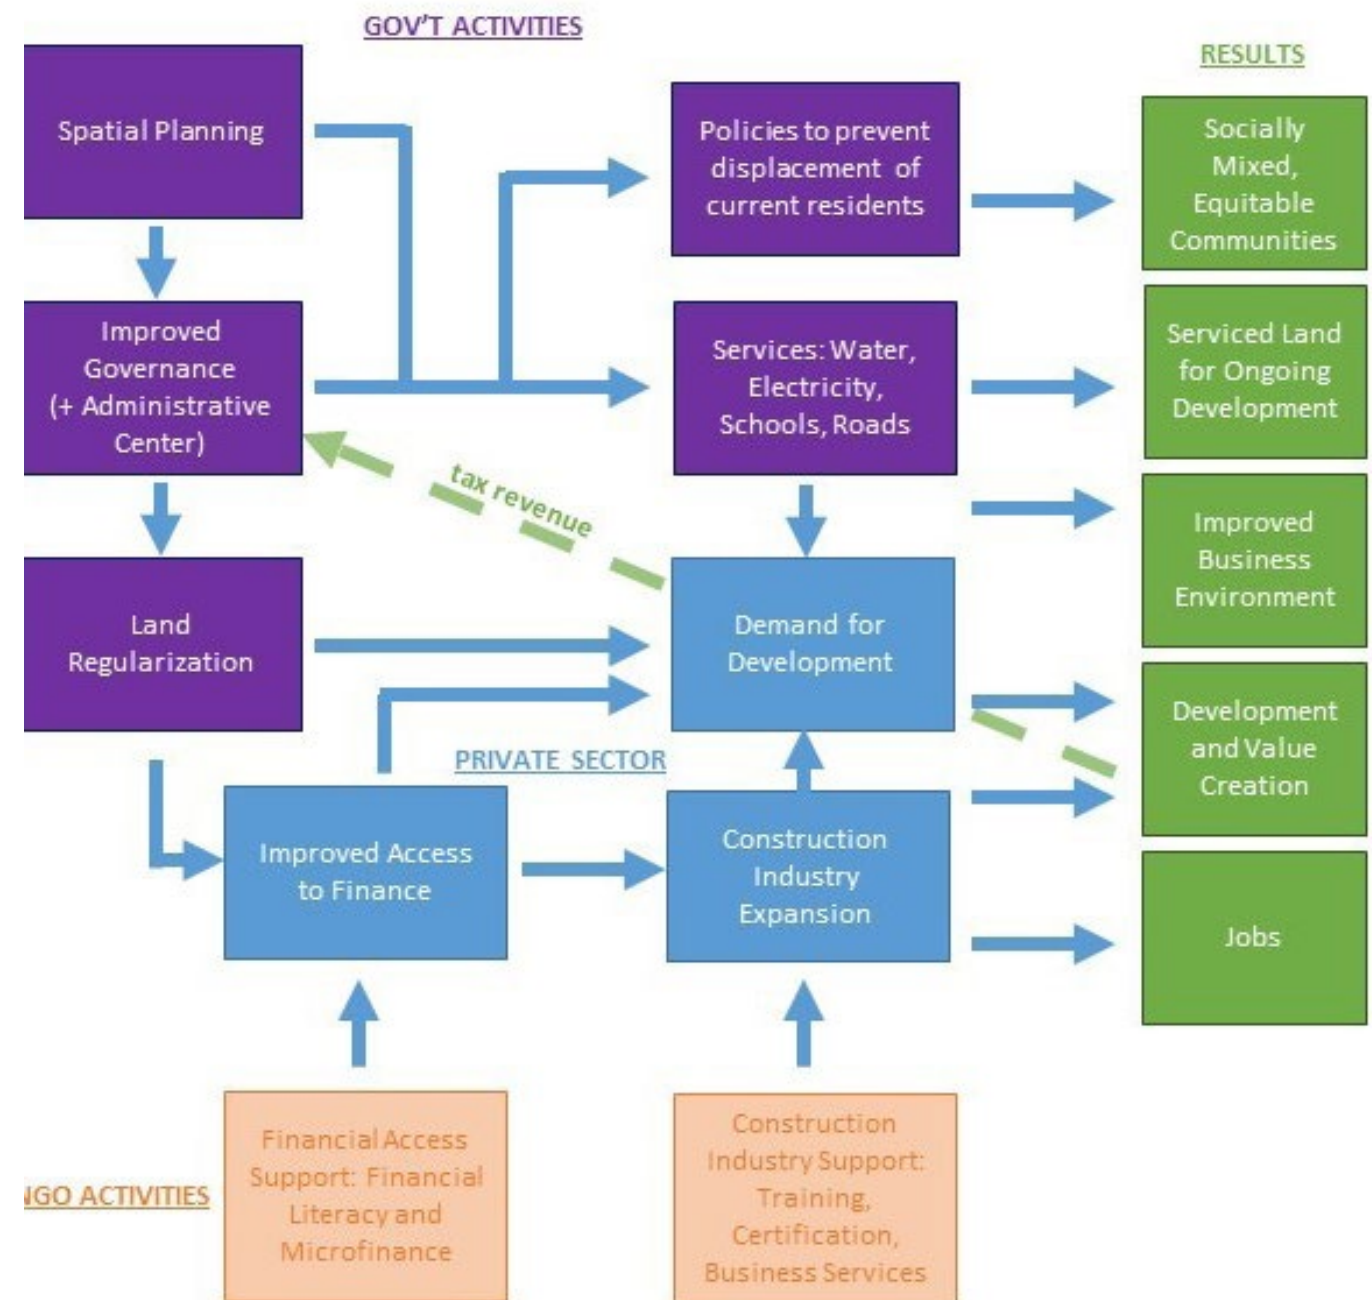 GOV'T ACTIVITIES
RESULTS
Spatial Planning
Policies to prevent
displacement of
current residents
Socially
Mixed,
Equitable
Communities
Improved
Governance
(+ Administrative
Center)
Services: Water,
Electricity,
Schools, Roads
Serviced Land
for Ongoing
Development
tax revenue
Improved
Business
Environment
Land
Regularization
Demand for
Development
Development
and Value
Creation
PRIVATE SECTOR
Improved Access
to Finance
Construction
Industry
Expansion
Jobs
NGO ACTIVITIES
Financial Access
Support: Financial
Literacy and
Microfinance
Construction
Industry Support:
Training,
Certification,
Business Services